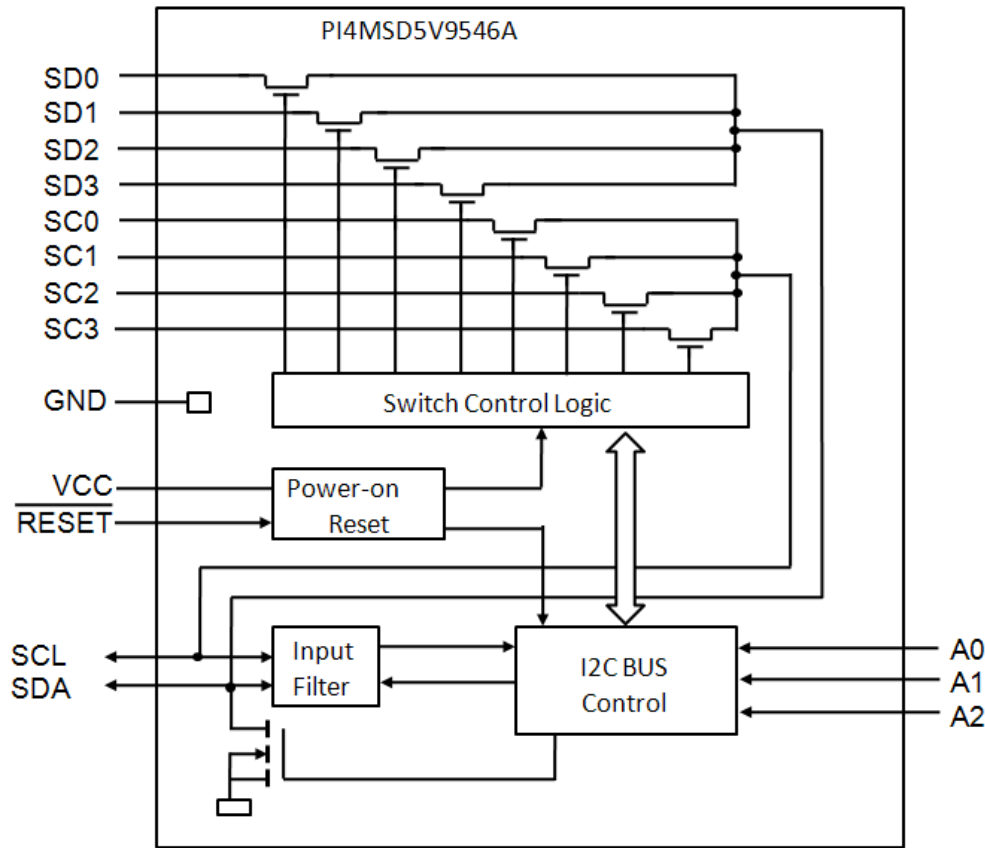 PI4MSD5V9546A
SD0
SD1
SD2
SD3
SC0
SC1
SC2
SC3
GND
Switch Control Logic
VCC
RESET
Power-on
Reset
SCL
SDA
Input
Filter
I2C BUS
Control
A0
A1
A2